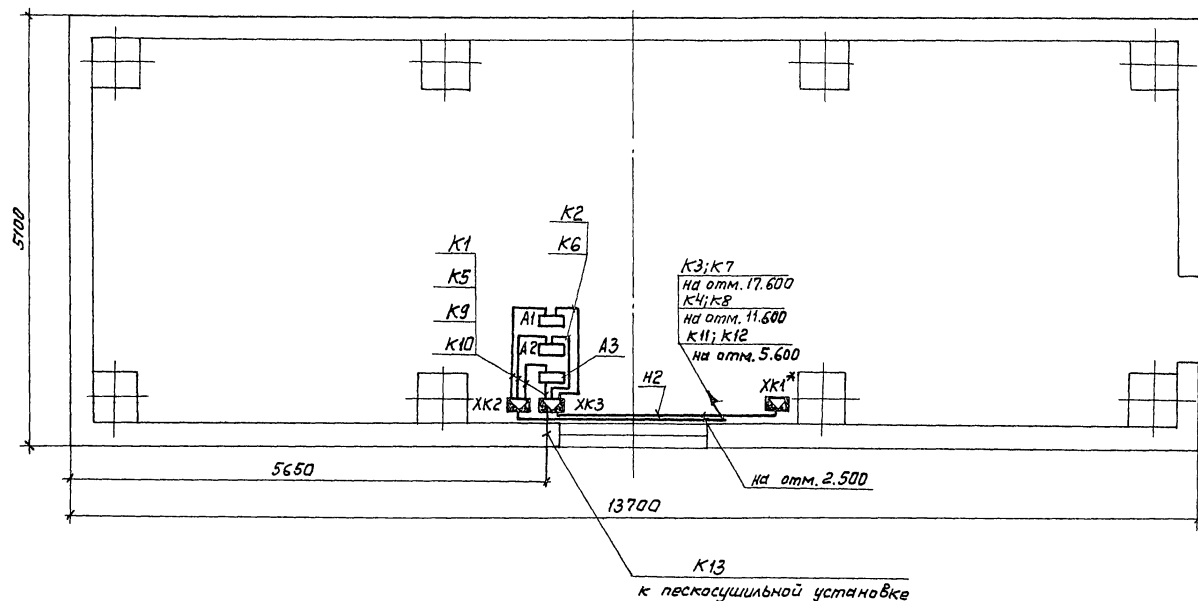 5100
К2
К6
К1
К5
К9
К10
К3; К7
на отм. 17.600
К4; К8
на отм. 11.600
К11; К12
на отм. 5.600
А1
А2
А3
Н2
ХК1*
ХК2
ХК3
5650
на отм. 2.500
13700
К13
к пескосушильной установке